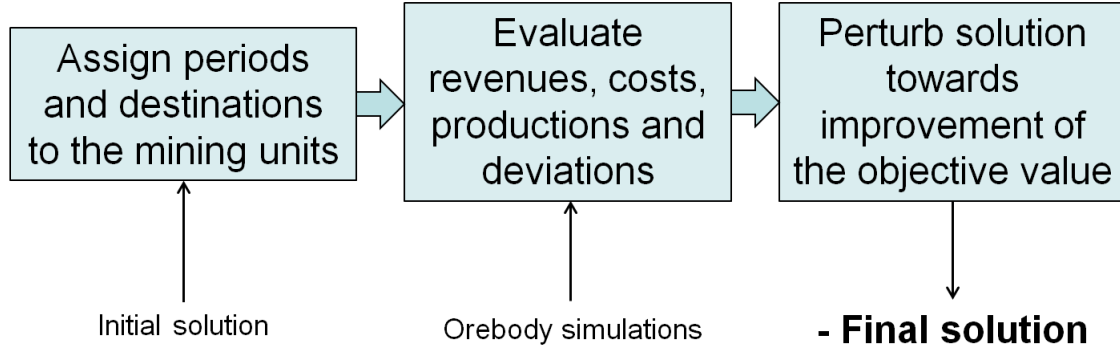 Assign periods
and destinations
to the mining units
Evaluate
revenues, costs,
productions and
deviations
Perturb solution
towards
improvement of
the objective value
Initial solution
Orebody simulations
- Final solution